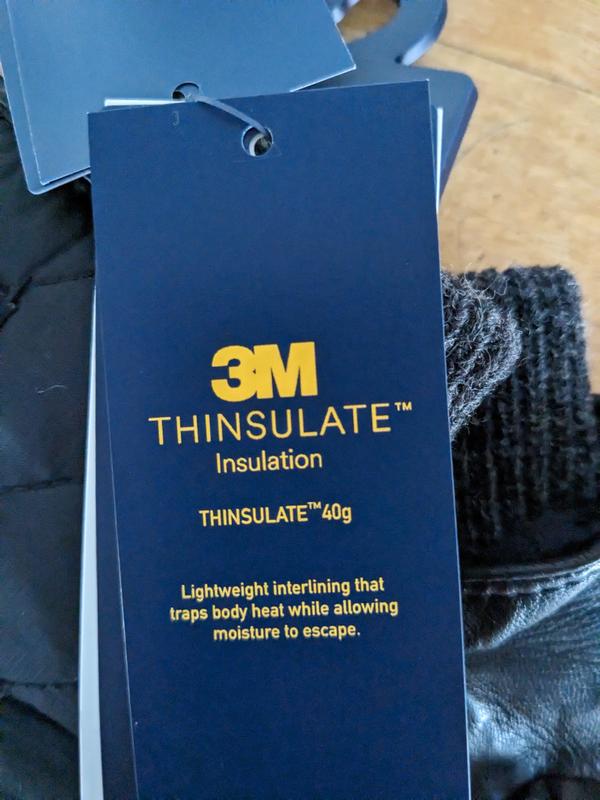 3M
THINSULATE™
Insulation
THINSULATE™40g
Lightweight interlining that
traps body heat while allowing
moisture to escape.